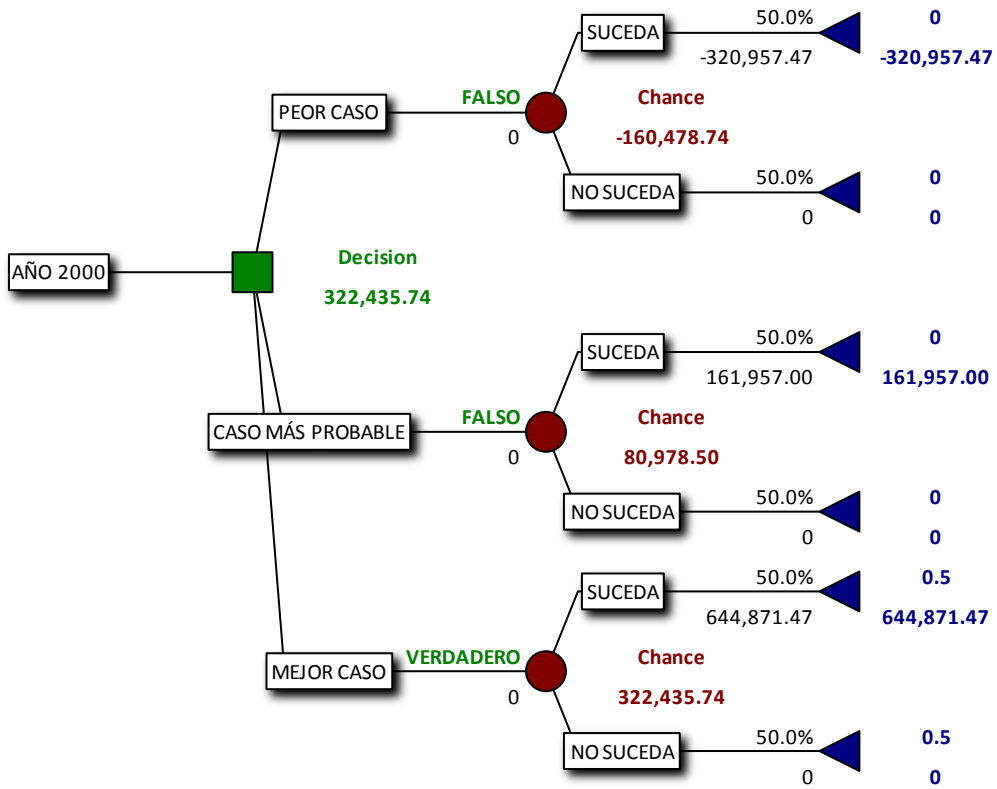 50.0% 0
SUCEDA
-320,957.47 -320,957.47
FALSO Chance
PEOR CASO
0 -160,478.74
50.0% 0
NO SUCEDA
0 0
Decision
AÑO 2000
322,435.74
50.0% 0
SUCEDA
161,957.00 161,957.00
FALSO Chance
CASO MÁS PROBABLE
0 80,978.50
50.0% 0
NO SUCEDA
0 0
50.0% 0.5
SUCEDA
644,871.47 644,871.47
VERDADERO Chance
MEJOR CASO
0 322,435.74
50.0% 0.5
NO SUCEDA
0 0